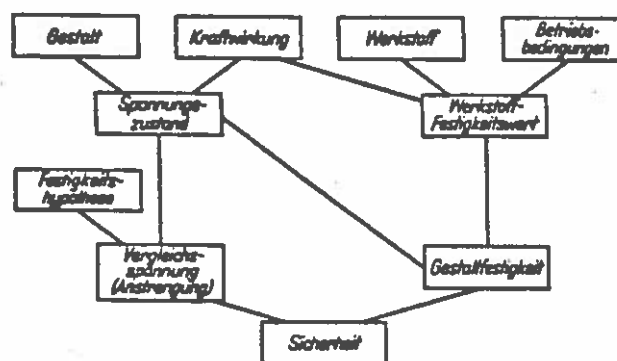 Gestalt
Kraftwirkung
Werkstoff
Betriebs-
bedingungen
Spannungs-
zustand
Werkstoff-
Festigkeitswert
Festigkeits-
hypothese
Vergleichs-
spannung
(Anstrengung)
Gestaltfestigkeit
Sicherheit